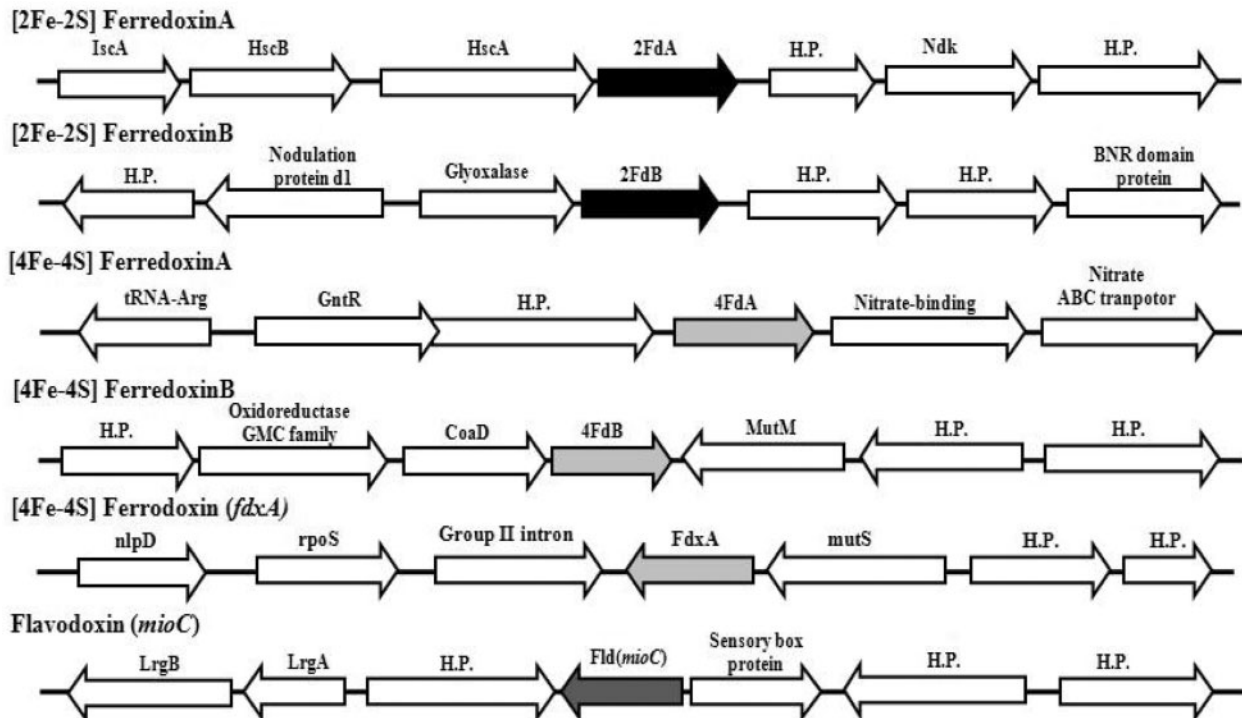 [2Fe-2S] FerredoxinA
IscA HscB HscA 2FdA H.P. Ndk H.P.
[2Fe-2S] FerredoxinB
H.P. Nodulation protein d1 Glyoxalase 2FdB H.P. H.P. BNR domain protein
[4Fe-4S] FerredoxinA
tRNA-Arg GntR H.P. 4FdA Nitrate-binding Nitrate ABC tranpotor
[4Fe-4S] FerredoxinB
H.P. Oxidoreductase GMC family CoaD 4FdB MutM H.P. H.P.
[4Fe-4S] Ferrodoxin (fdxA)
nlpD rpoS Group II intron FdxA mutS H.P. H.P.
Flavodoxin (mioC)
LrgB LrgA H.P. Fld(mioC) Sensory box protein H.P. H.P.